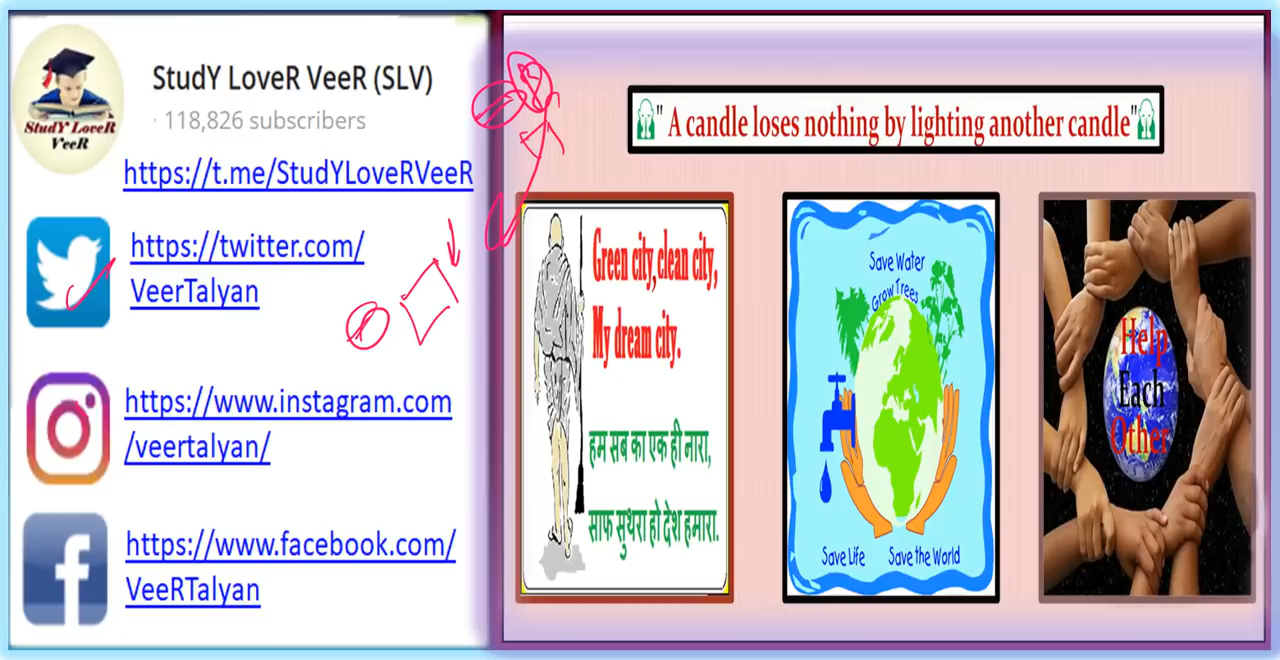 StudY LoveR VeeR (SLV)
118,826 subscribers
StudY LoveR
VeeR
https://t.me/StudYLoveRVeeR
https://twitter.com/
VeerTalyan
https://www.instagram.com
/veertalyan/
https://www.facebook.com/
VeeRTalyan
" A candle loses nothing by lighting another candle"
Green city, clean city,
My dream city.
हम सब का एक ही नारा,
साफ सुथरा हो देश हमारा.
Save Water
Grow Trees
Save Life Save the World
Help
Each
Other